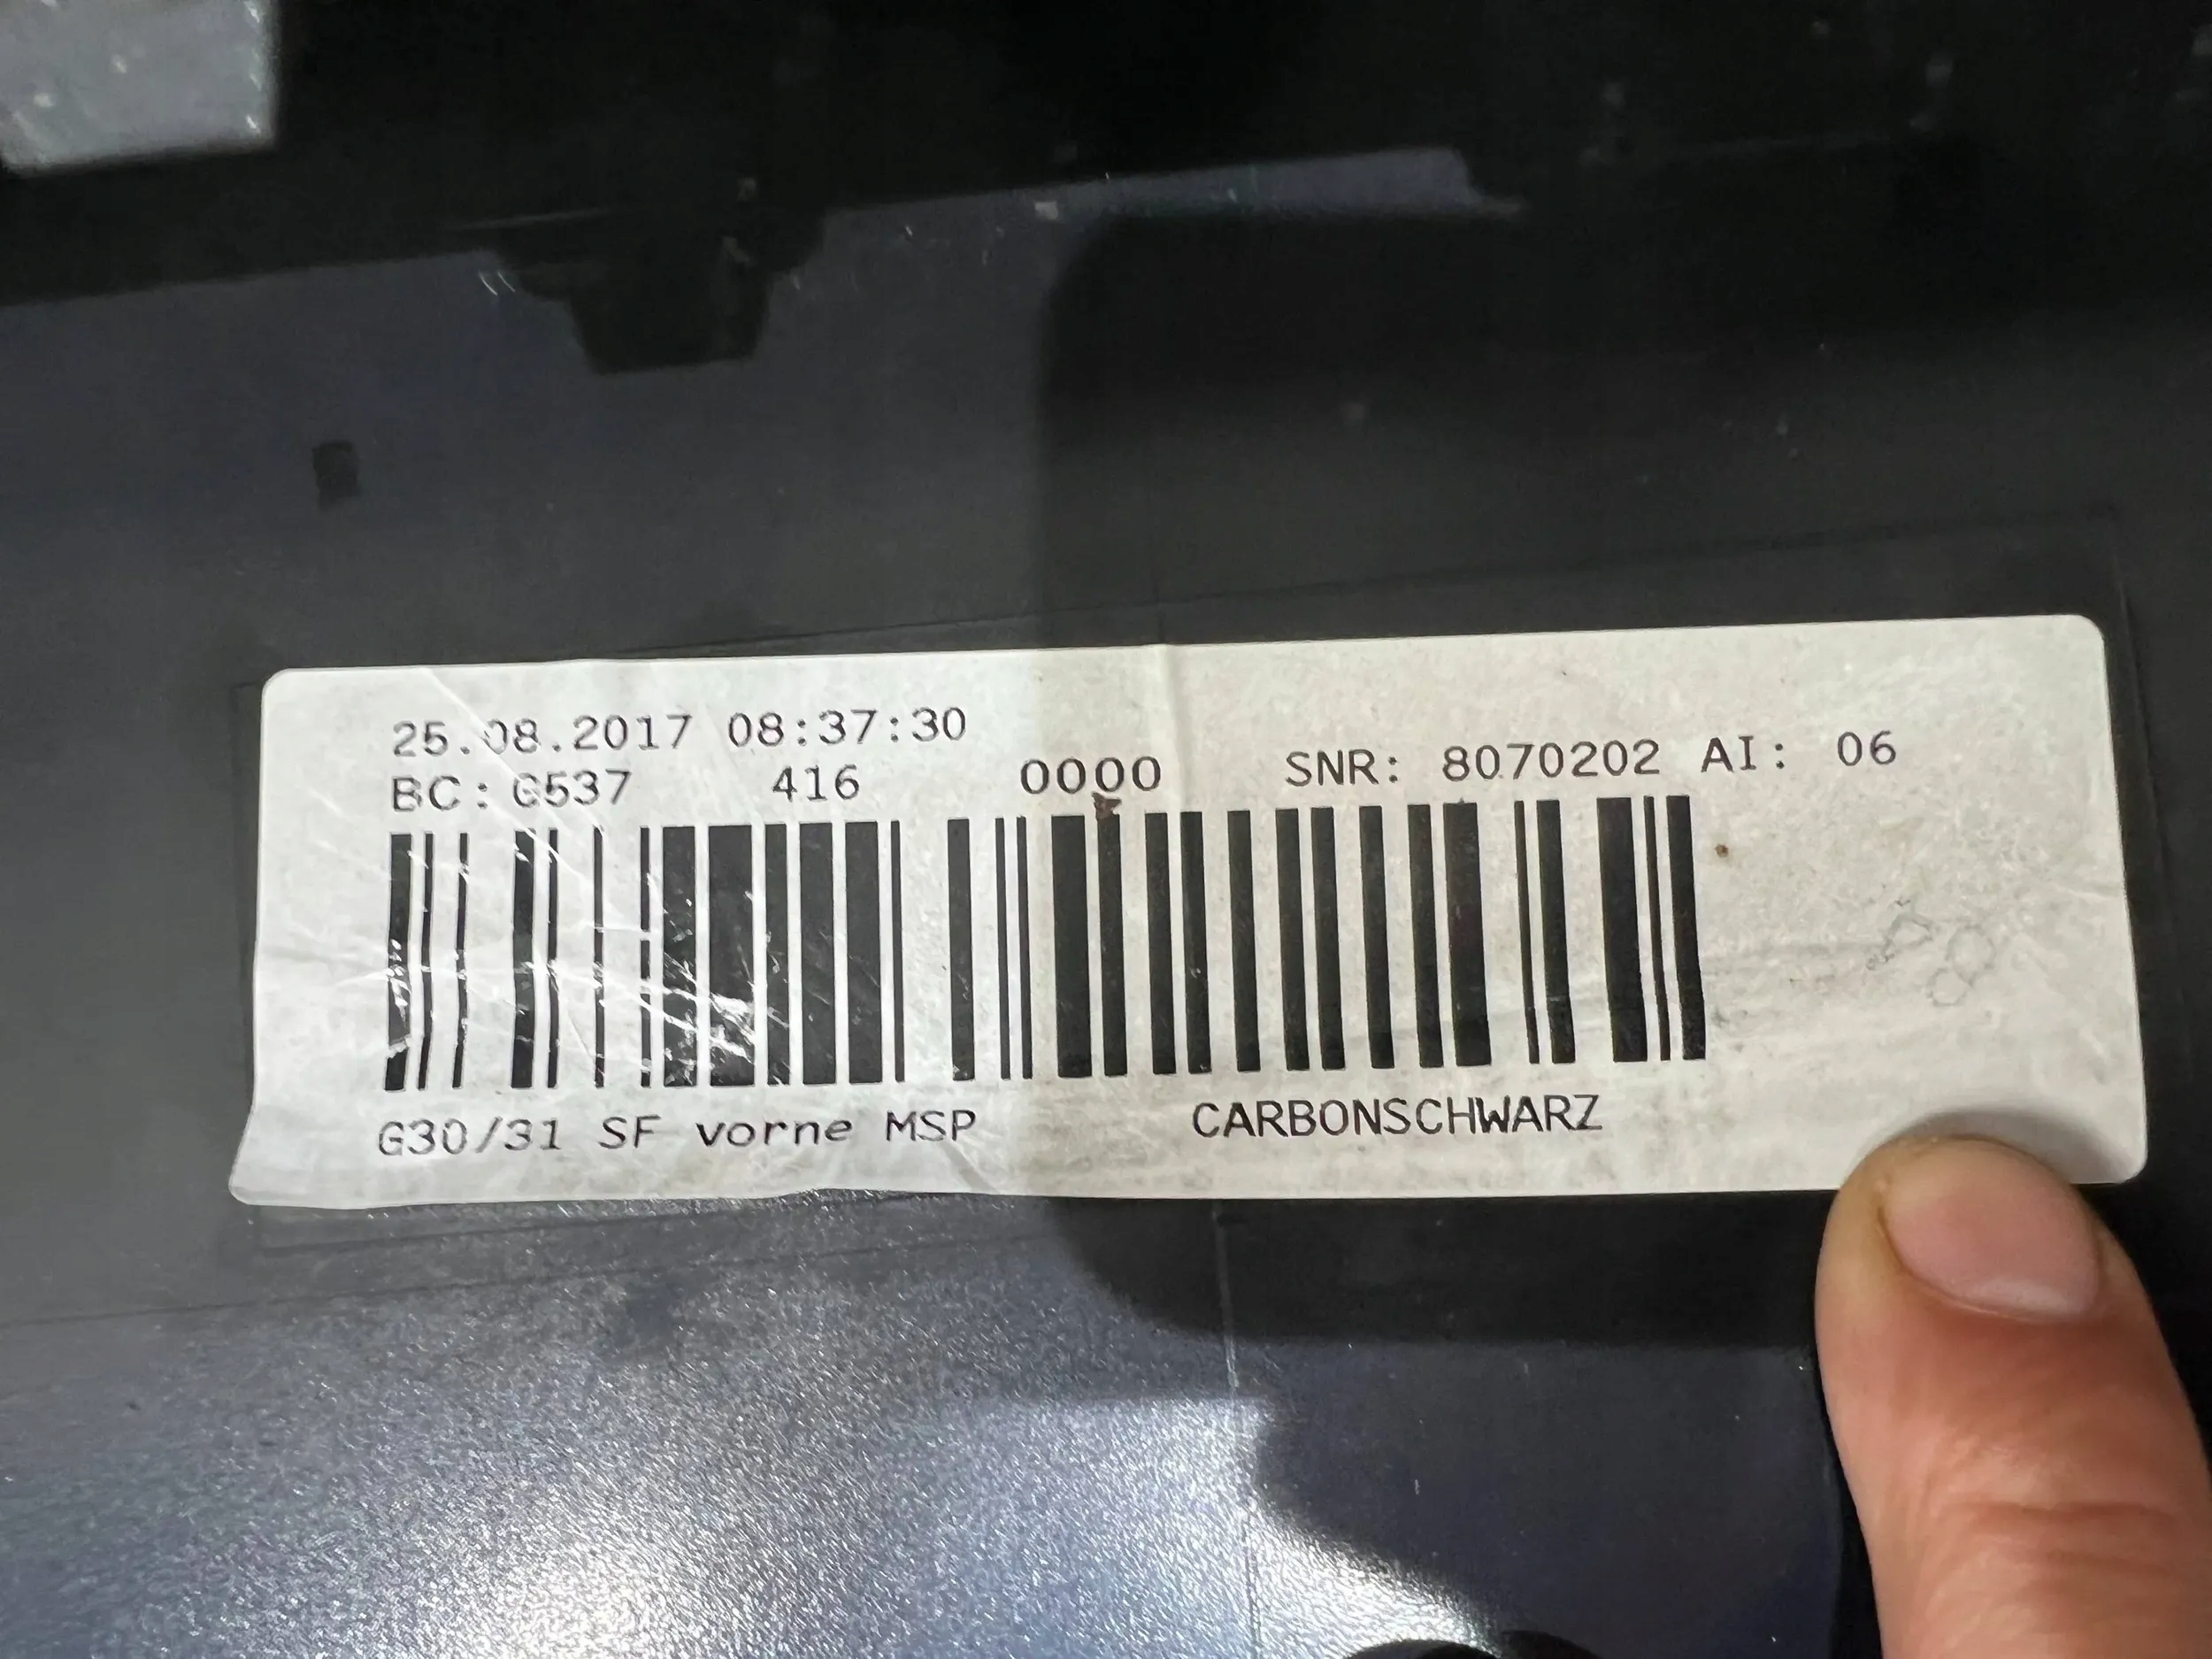 25.08.2017 08:37:30
BC: G537 416 0000 SNR: 8070202 AI: 06
G30/31 SF vorne MSP CARBONSCHWARZ